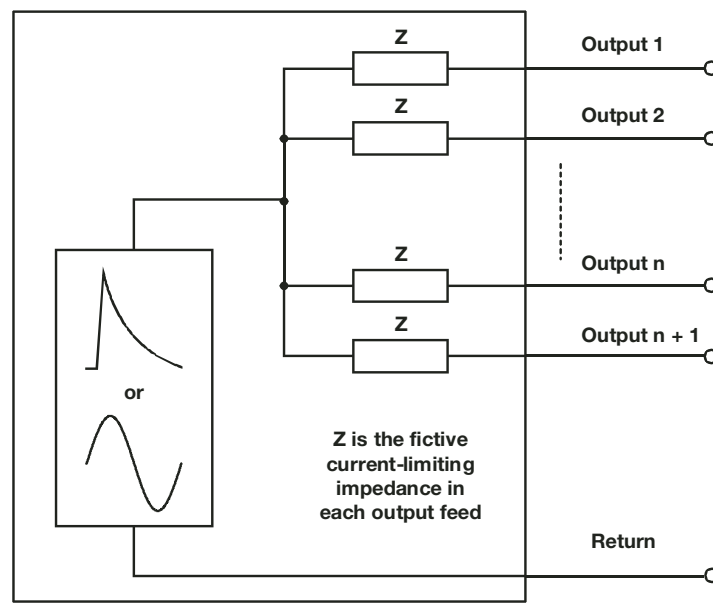 Z
Output 1
Z
Output 2
Z
Output n
Z
Output n + 1
or
Z is the fictive
current-limiting
impedance in
each output feed
Return